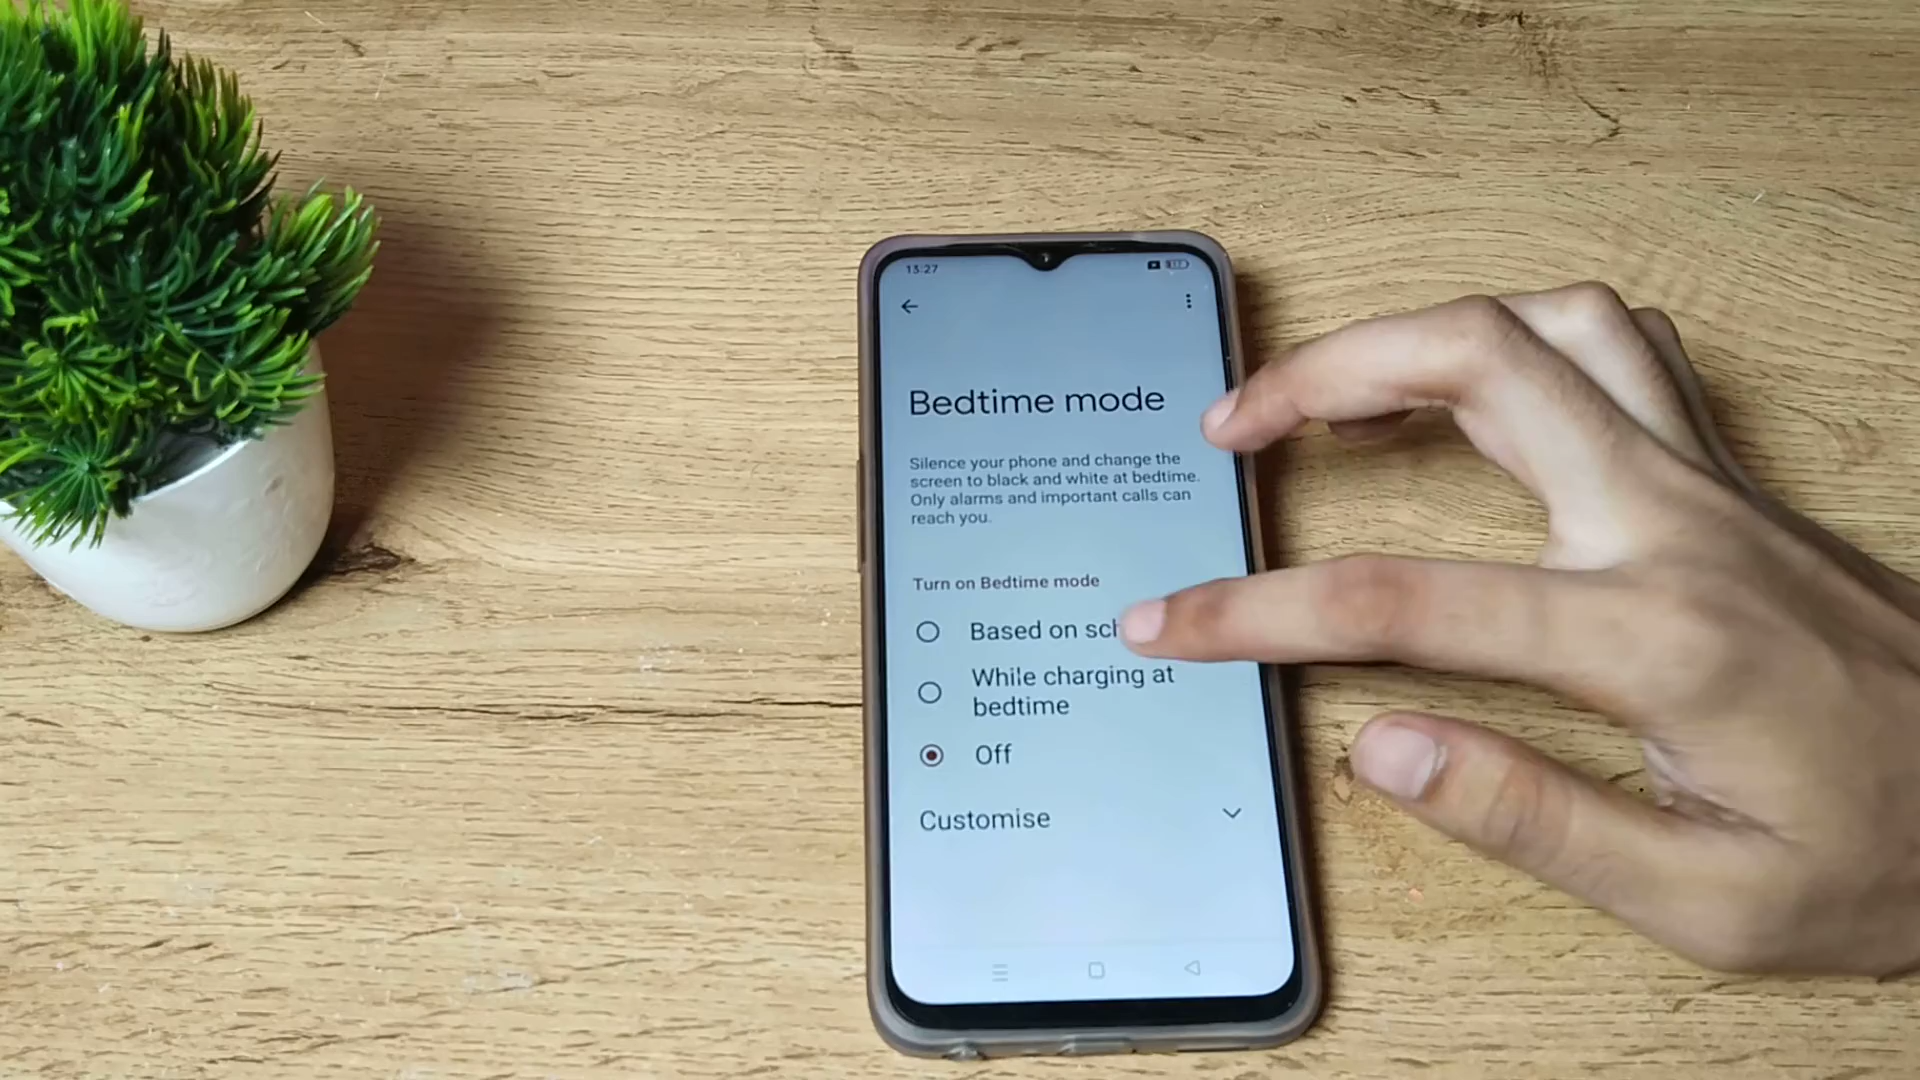 13:27
Bedtime mode
Silence your phone and change the
screen to black and white at bedtime.
Only alarms and important calls can
reach you.
Turn on Bedtime mode
Based on sch
While charging at
bedtime
Off
Customise